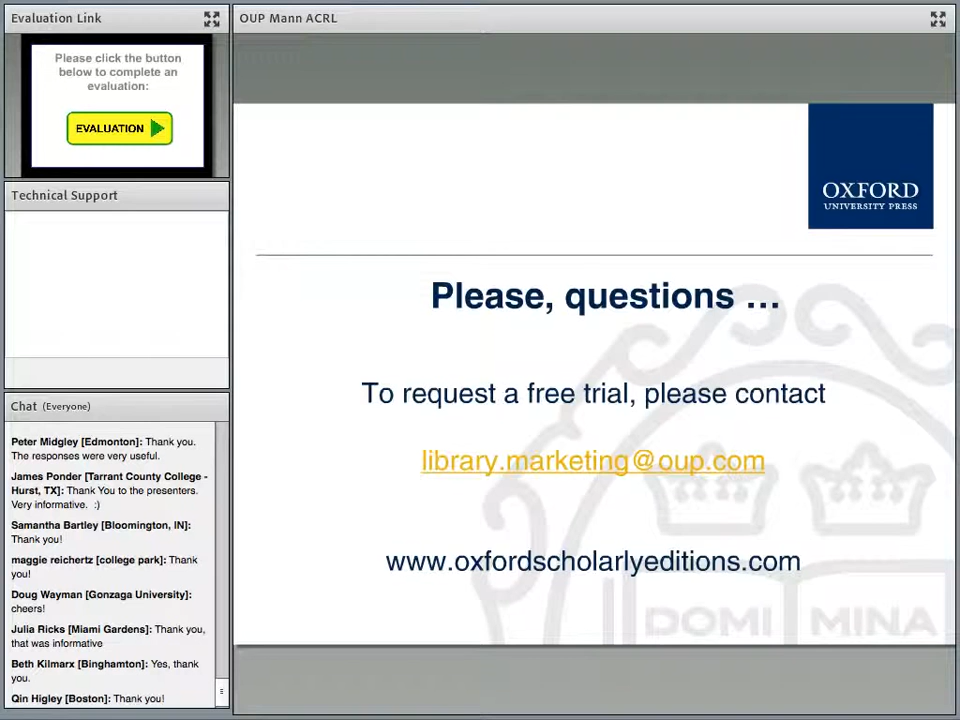 Evaluation Link
Please click the button
below to complete an
evaluation:
EVALUATION
Technical Support
Chat (Everyone)
Peter Midgley [Edmonton]: Thank you.
The responses were very useful.
James Ponder [Tarrant County College -
Hurst, TX]: Thank You to the presenters.
Very informative. :)
Samantha Bartley [Bloomington, IN]:
Thank you!
maggie reichertz [college park]: Thank
you!
Doug Wayman [Gonzaga University]:
cheers!
Julia Ricks [Miami Gardens]: Thank you,
that was informative
Beth Kilmarx [Binghamton]: Yes, thank
you.
Qin Higley [Boston]: Thank you!
OUP Mann ACRL
OXFORD
UNIVERSITY PRESS
Please, questions …
To request a free trial, please contact
library.marketing@oup.com
www.oxfordscholarlyeditions.com
DOMI MINA